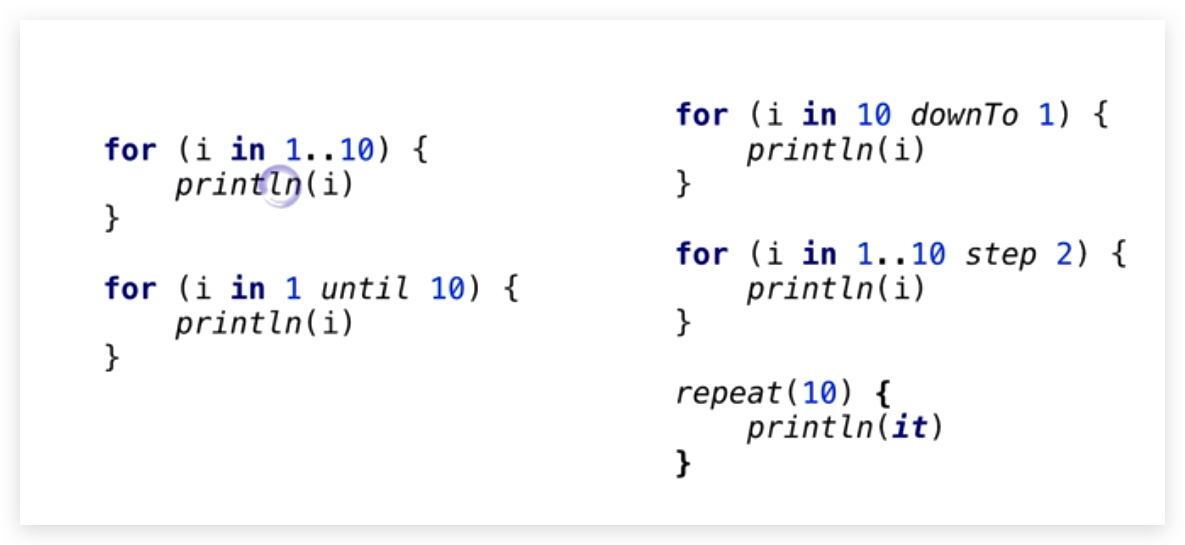 for (i in 1..10) {
    println(i)
}
for (i in 1 until 10) {
    println(i)
}
for (i in 10 downTo 1) {
    println(i)
}
for (i in 1..10 step 2) {
    println(i)
}
repeat(10) {
    println(it)
}